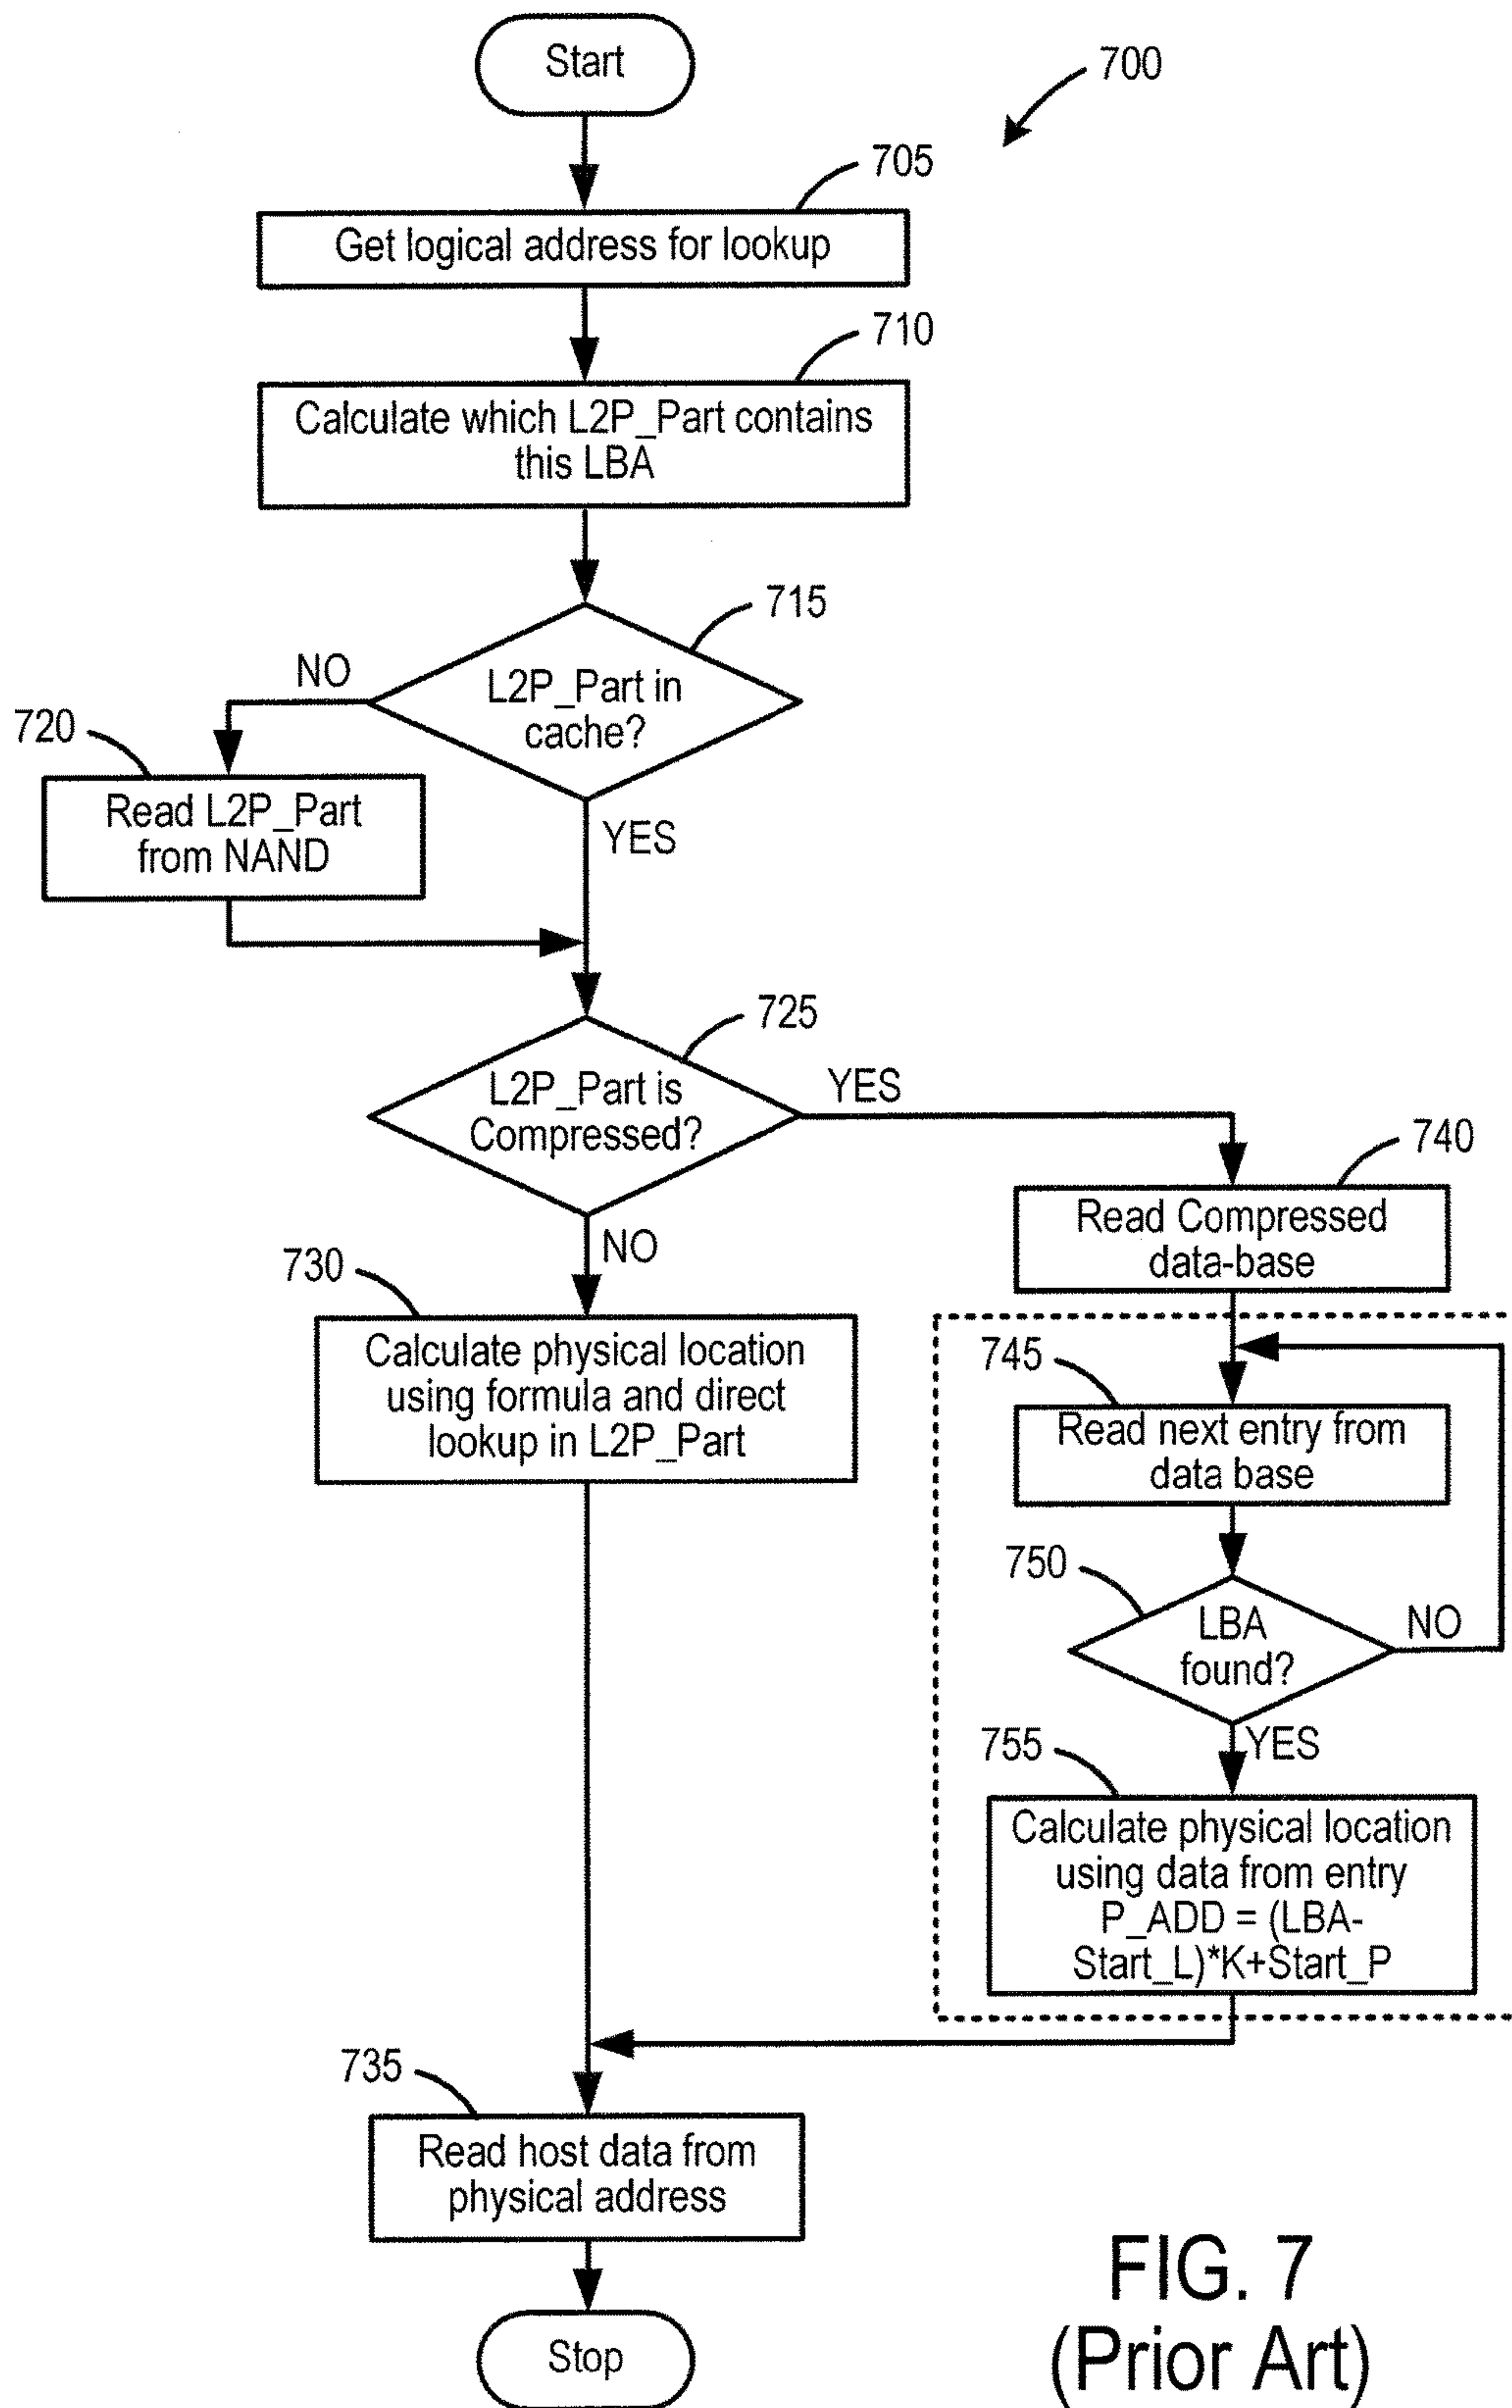 Start
700
705
Get logical address for lookup
710
Calculate which L2P_Part contains
this LBA
715
L2P_Part in
cache?
NO
YES
720
Read L2P_Part
from NAND
725
L2P_Part is
Compressed?
YES
NO
740
Read Compressed
data-base
730
Calculate physical location
using formula and direct
lookup in L2P_Part
745
Read next entry from
data base
750
LBA
found?
NO
YES
755
Calculate physical location
using data from entry
P_ADD = (LBA-
Start_L)*K+Start_P
735
Read host data from
physical address
Stop
FIG. 7
(Prior Art)